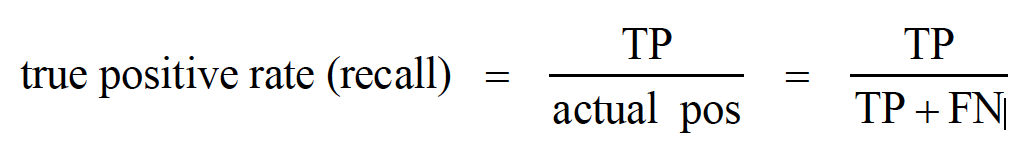 true positive rate (recall) = TP / actual pos = TP / TP + FN